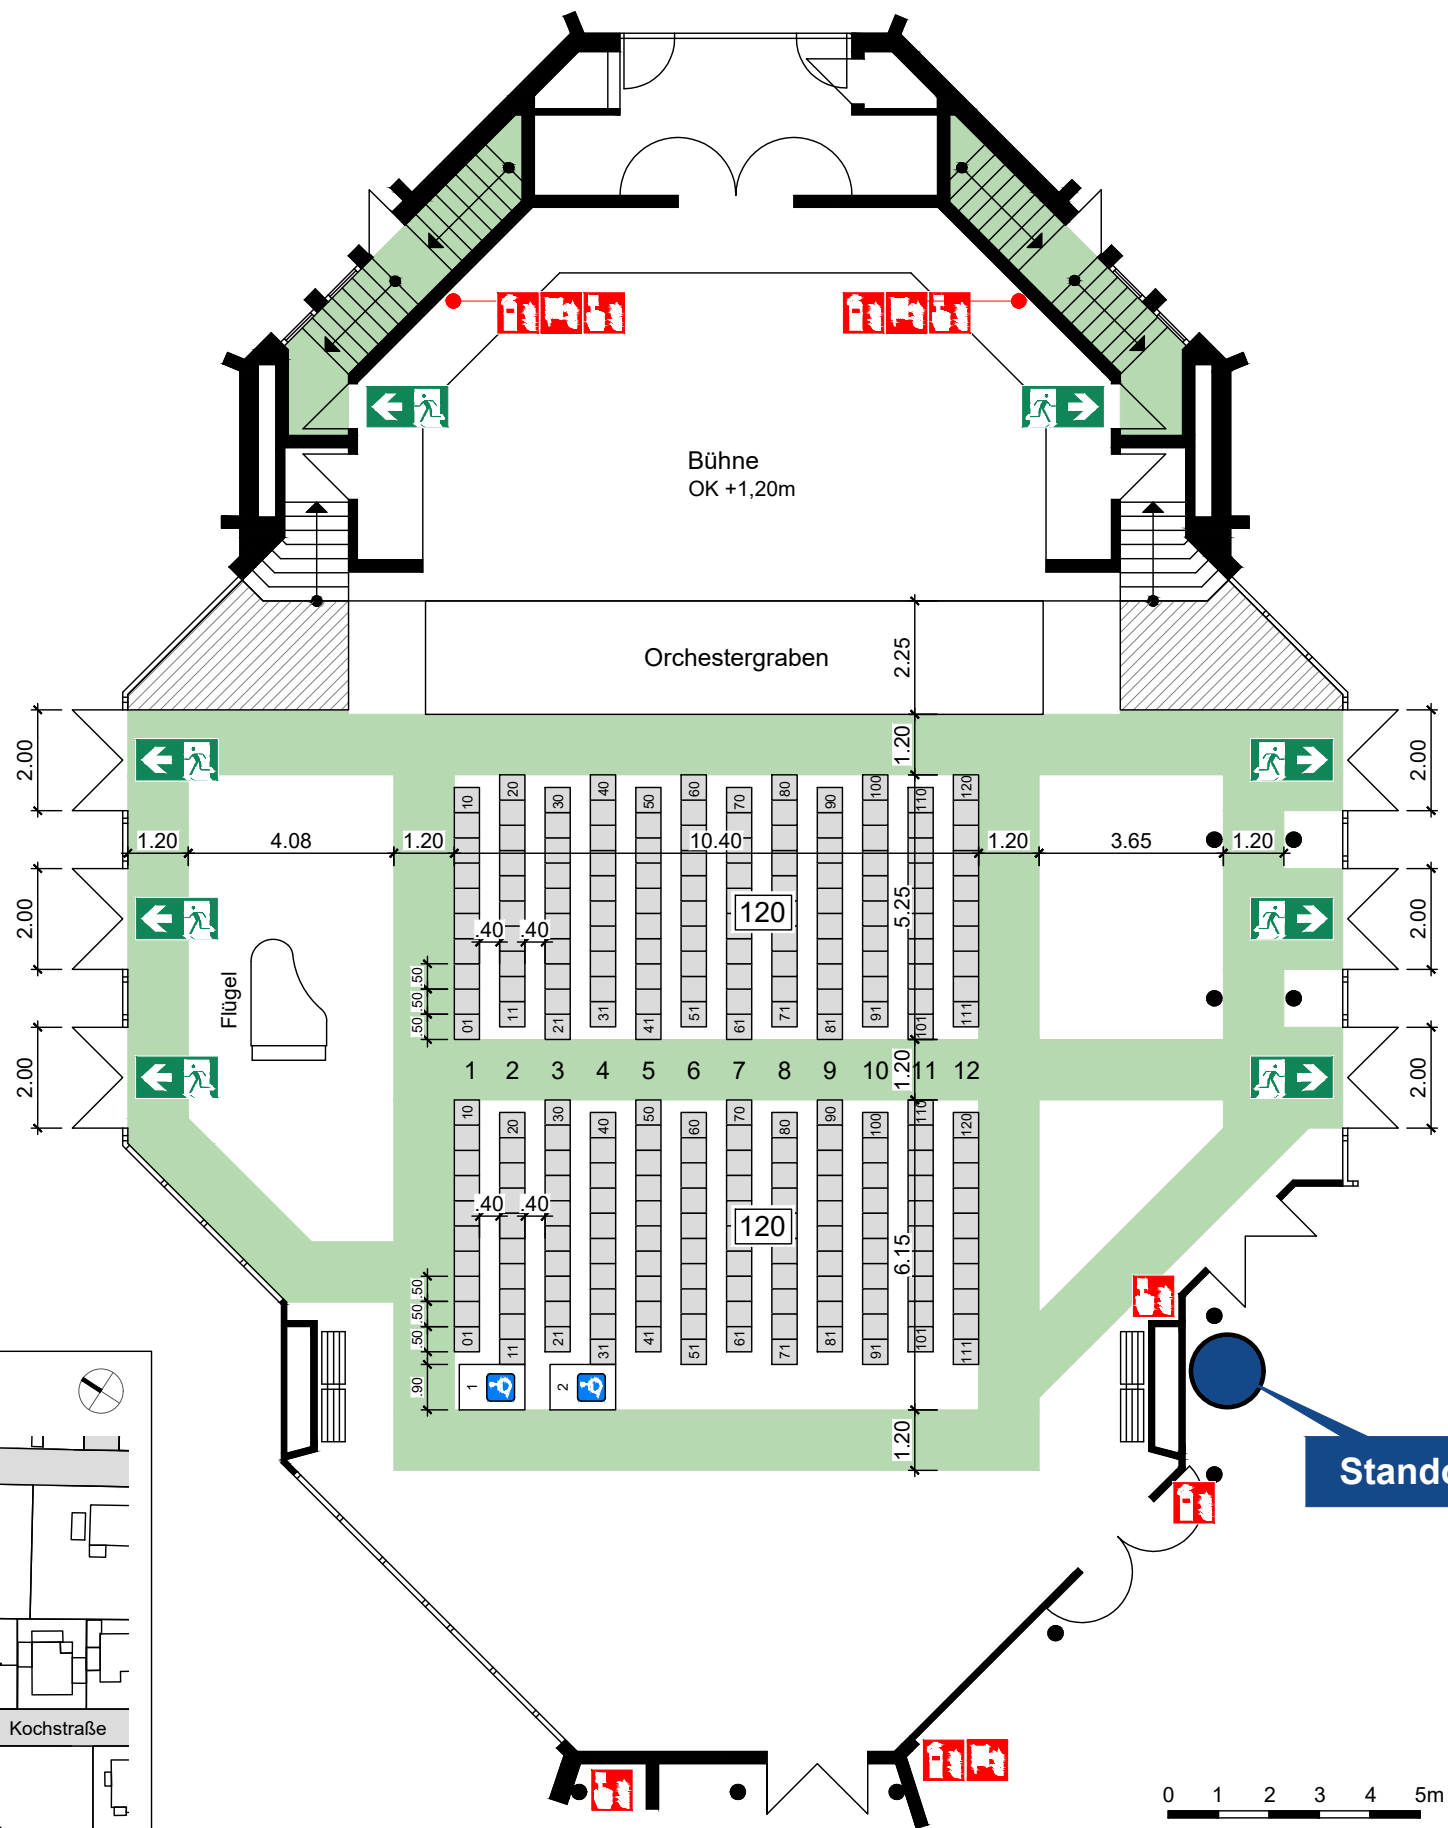 Bühne
OK +1,20m
Orchestergraben
2.25
1.20
2.00
2.00
20 40 60 80 100 120
10 30 50 70 90 110
1.20 4.08 1.20 10.40 1.20 3.65 1.20
2.00
120
5.25
2.00
.40 .40
Flügel
.50
.50
.50
11 31 51 71 91 111
01 21 41 61 81 101
2.00
1 2 3 4 5 6 7 8 9 10 11 12
1.20
2.00
10 30 50 70 90 110
20 40 60 80 100 120
.40 .40
120
6.15
.50
.50
.50
01 21 41 61 81 101
11 31 51 71 91 111
.90
1 2
1.20
Stando
Kochstraße
0 1 2 3 4 5m